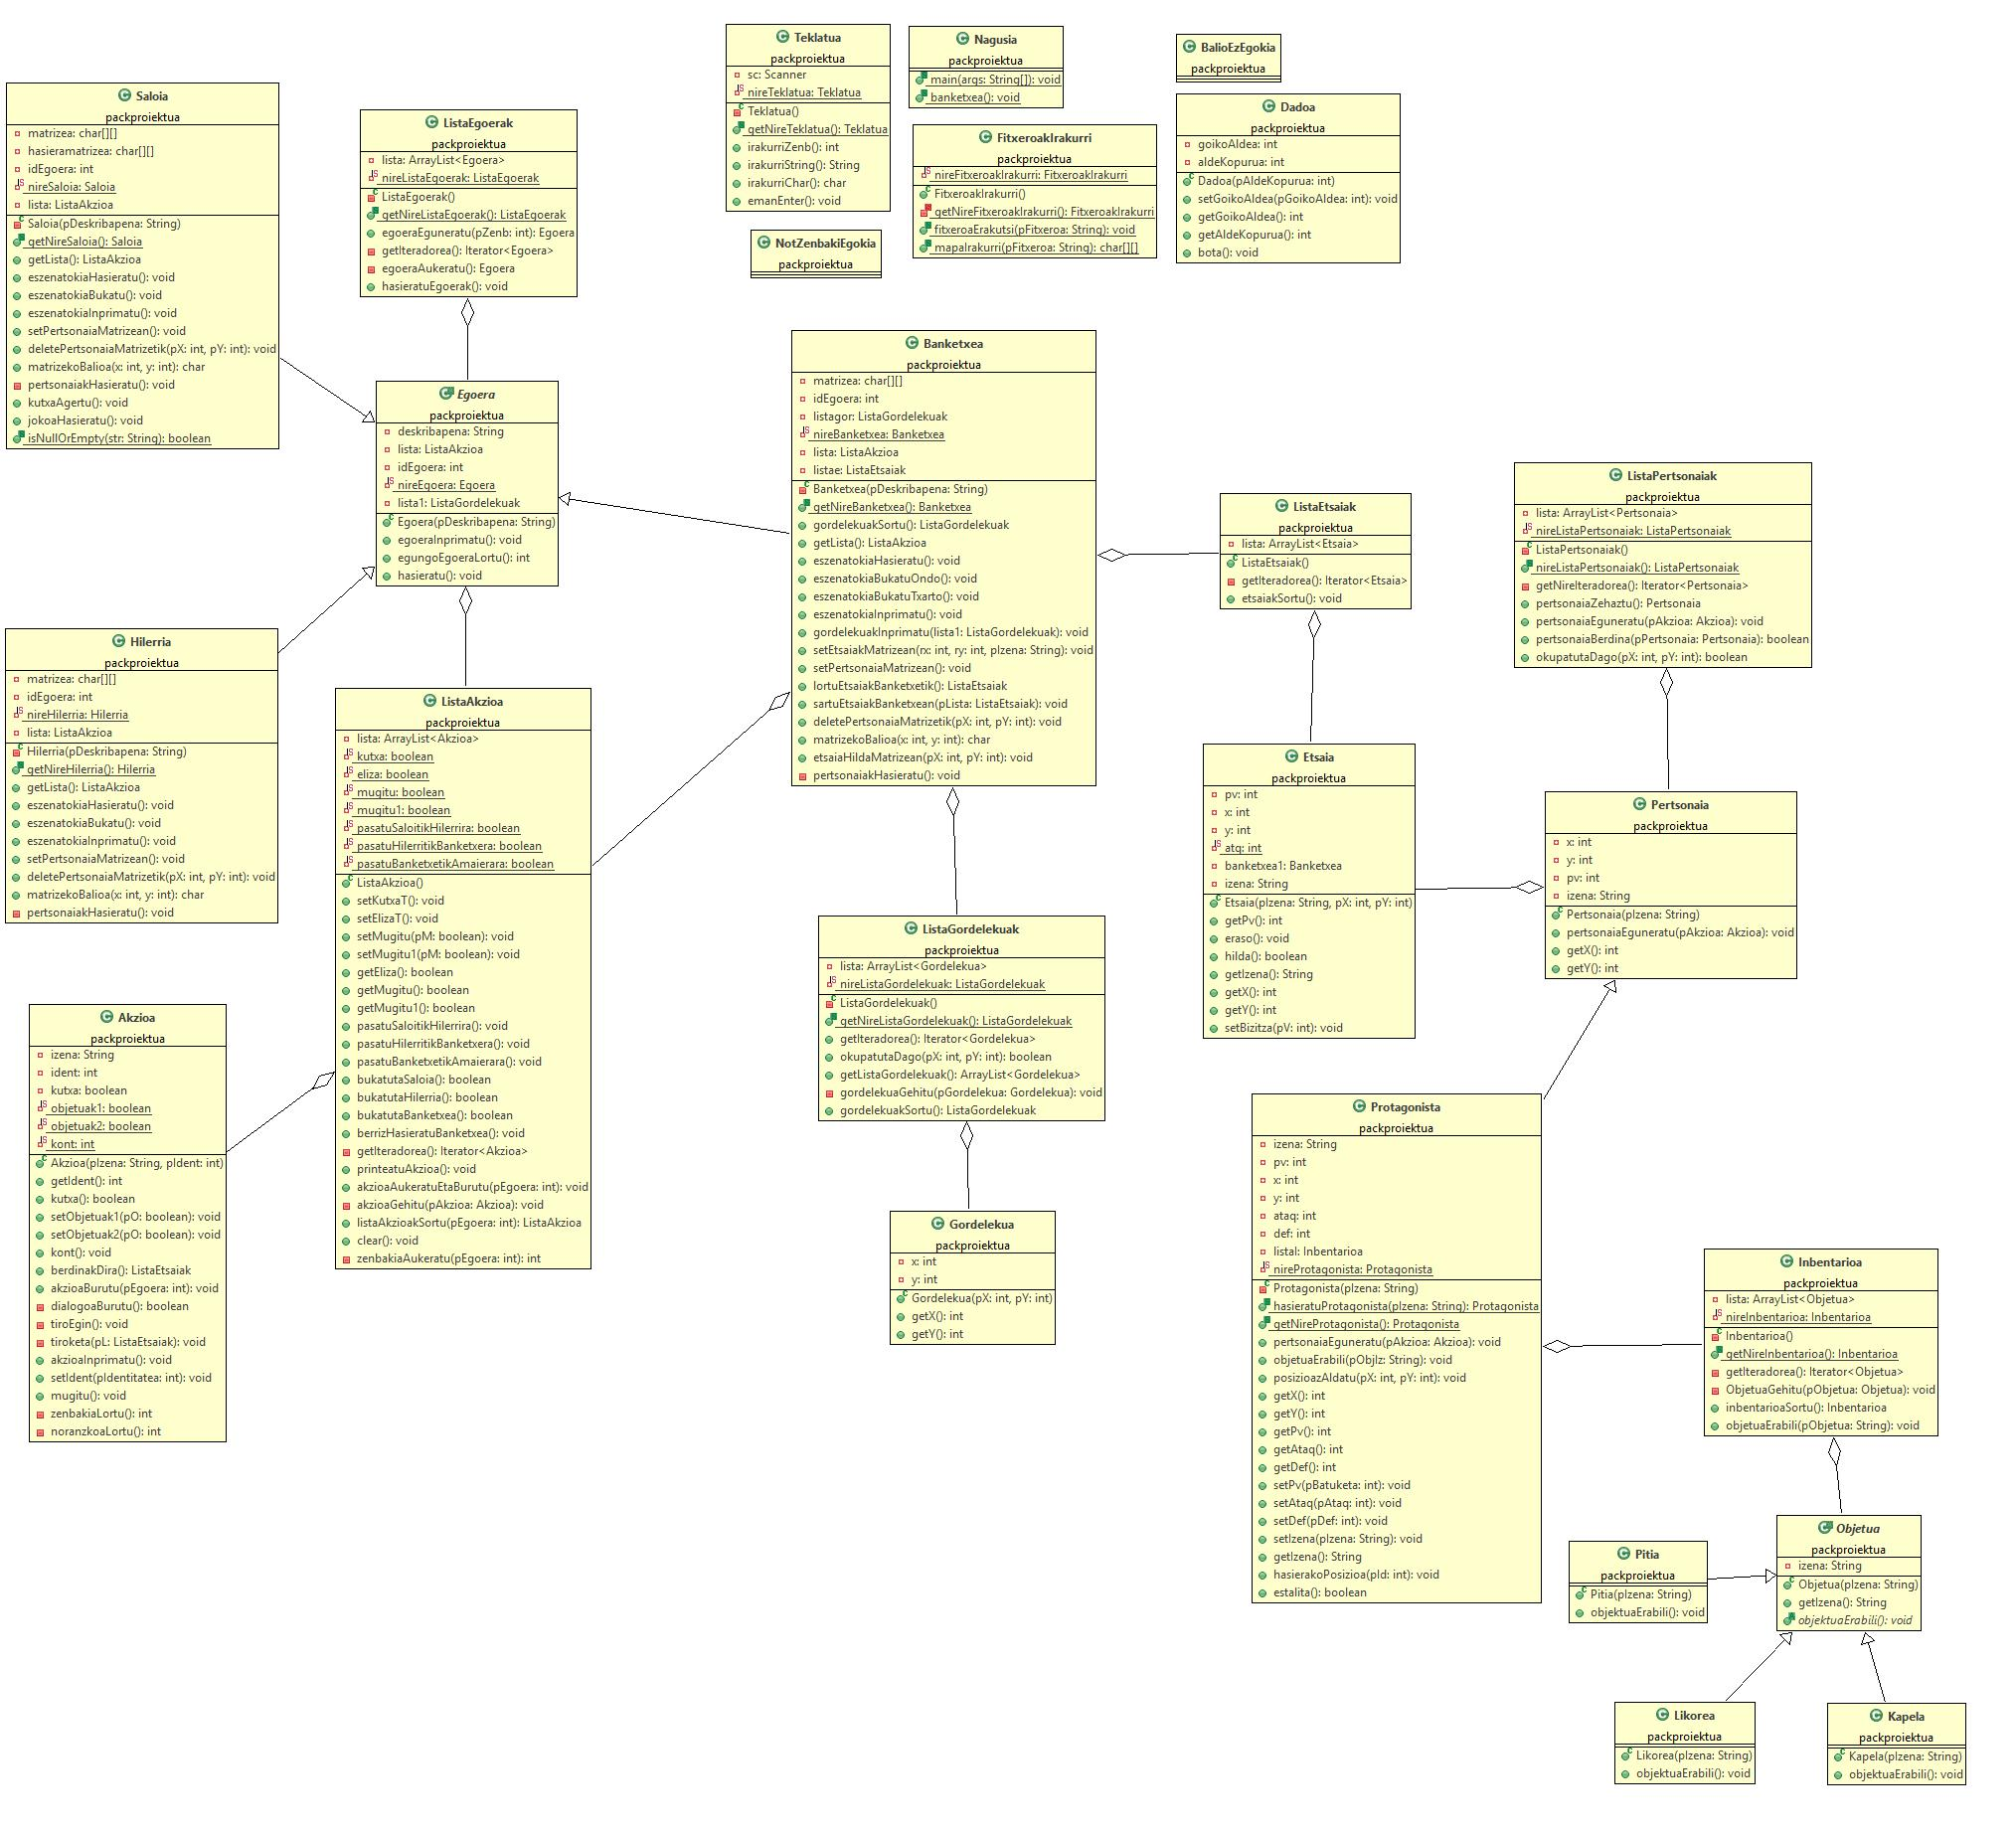 Teklatua
packproiektua
sc: Scanner
nireTeklatua: Teklatua
Teklatua()
getNireTeklatua(): Teklatua
irakurriZenb(): int
irakurriString(): String
irakurriChar(): char
emanEnter(): void
Nagusia
packproiektua
main(args: String[]): void
banketxea(): void
BalioEzEgokia
packproiektua
Saloia
packproiektua
matrizea: char[][]
hasieramatrizea: char[][]
idEgoera: int
nireSaloia: Saloia
lista: ListaAkzioa
Saloia(pDeskribapena: String)
getNireSaloia(): Saloia
getLista(): ListaAkzioa
eszenatokiaHasieratu(): void
eszenatokiaBukatu(): void
eszenatokiaInprimatu(): void
setPertsonaiaMatrizean(): void
deletePertsonaiaMatrizetik(pX: int, pY: int): void
matrizekoBalioa(x: int, y: int): char
pertsonaiakHasieratu(): void
kutxaAgertu(): void
jokoaHasieratu(): void
isNullOrEmpty(str: String): boolean
ListaEgoerak
packproiektua
lista: ArrayList<Egoera>
nireListaEgoerak: ListaEgoerak
ListaEgoerak()
getNireListaEgoerak(): ListaEgoerak
egoeraEguneratu(pZenb: int): Egoera
getIteradorea(): Iterator<Egoera>
egoeraAukeratu(): Egoera
hasieratuEgoerak(): void
FitxeroakIrakurri
packproiektua
nireFitxeroakIrakurri: FitxeroakIrakurri
FitxeroakIrakurri()
getNireFitxeroakIrakurri(): FitxeroakIrakurri
fitxeroaErakutsi(pFitxeroa: String): void
mapaIrakurri(pFitxeroa: String): char[][]
Dadoa
packproiektua
goikoAldea: int
aldeKopurua: int
Dadoa(pAldeKopurua: int)
setGoikoAldea(pGoikoAldea: int): void
getGoikoAldea(): int
getAldeKopurua(): int
bota(): void
NotZenbakiEgokia
packproiektua
Egoera
packproiektua
deskribapena: String
lista: ListaAkzioa
idEgoera: int
nireEgoera: Egoera
lista1: ListaGordelekuak
Egoera(pDeskribapena: String)
egoeraInprimatu(): void
egungoEgoeraLortu(): int
hasieratu(): void
Banketxea
packproiektua
matrizea: char[][]
idEgoera: int
listagor: ListaGordelekuak
nireBanketxea: Banketxea
lista: ListaAkzioa
listae: ListaEtsaiak
Banketxea(pDeskribapena: String)
getNireBanketxea(): Banketxea
gordelekuakSortu(): ListaGordelekuak
getLista(): ListaAkzioa
eszenatokiaHasieratu(): void
eszenatokiaBukatuOndo(): void
eszenatokiaBukatuTxarto(): void
eszenatokiaInprimatu(): void
gordelekuakInprimatu(lista1: ListaGordelekuak): void
setEtsaiakMatrizean(rx: int, ry: int, pIzena: String): void
setPertsonaiaMatrizean(): void
lortuEtsaiakBanketxetik(): ListaEtsaiak
sartuEtsaiakBanketxean(pLista: ListaEtsaiak): void
deletePertsonaiaMatrizetik(pX: int, pY: int): void
matrizekoBalioa(x: int, y: int): char
etsaiaHildaMatrizean(pX: int, pY: int): void
pertsonaiakHasieratu(): void
ListaEtsaiak
packproiektua
lista: ArrayList<Etsaia>
ListaEtsaiak()
getIteradorea(): Iterator<Etsaia>
etsaiakSortu(): void
ListaPertsonaiak
packproiektua
lista: ArrayList<Pertsonaia>
nireListaPertsonaiak: ListaPertsonaiak
ListaPertsonaiak()
nireListaPertsonaiak(): ListaPertsonaiak
getNireIteradorea(): Iterator<Pertsonaia>
pertsonaiaZehaztu(): Pertsonaia
pertsonaiaEguneratu(pAkzioa: Akzioa): void
pertsonaiaBerdina(pPertsonaia: Pertsonaia): boolean
okupatutaDago(pX: int, pY: int): boolean
Hilerria
packproiektua
matrizea: char[][]
idEgoera: int
nireHilerria: Hilerria
lista: ListaAkzioa
Hilerria(pDeskribapena: String)
getNireHilerria(): Hilerria
getLista(): ListaAkzioa
eszenatokiaHasieratu(): void
eszenatokiaBukatu(): void
eszenatokiaInprimatu(): void
setPertsonaiaMatrizean(): void
deletePertsonaiaMatrizetik(pX: int, pY: int): void
matrizekoBalioa(x: int, y: int): char
pertsonaiakHasieratu(): void
ListaAkzioa
packproiektua
lista: ArrayList<Akzioa>
kutxa: boolean
eliza: boolean
mugitu: boolean
mugitu1: boolean
pasatuSaloitikHilerrira: boolean
pasatuHilerritikBanketxera: boolean
pasatuBanketxetikAmaierara: boolean
ListaAkzioa()
setKutxaT(): void
setElizaT(): void
setMugitu(pM: boolean): void
setMugitu1(pM: boolean): void
getEliza(): boolean
getMugitu(): boolean
getMugitu1(): boolean
pasatuSaloitikHilerrira(): void
pasatuHilerritikBanketxera(): void
pasatuBanketxetikAmaierara(): void
bukatutaSaloia(): boolean
bukatutaHilerria(): boolean
bukatutaBanketxea(): boolean
berrizHasieratuBanketxea(): void
getIteradorea(): Iterator<Akzioa>
printeatuAkzioa(): void
akzioaAukeratuEtaBurutu(pEgoera: int): void
akzioaGehitu(pAkzioa: Akzioa): void
listaAkzioakSortu(pEgoera: int): ListaAkzioa
clear(): void
zenbakiaAukeratu(pEgoera: int): int
Etsaia
packproiektua
pv: int
x: int
y: int
atq: int
banketxea1: Banketxea
izena: String
Etsaia(pIzena: String, pX: int, pY: int)
getPv(): int
eraso(): void
hilda(): boolean
getIzena(): String
getX(): int
getY(): int
setBizitza(pV: int): void
Pertsonaia
packproiektua
x: int
y: int
pv: int
izena: String
Pertsonaia(pIzena: String)
pertsonaiaEguneratu(pAkzioa: Akzioa): void
getX(): int
getY(): int
ListaGordelekuak
packproiektua
lista: ArrayList<Gordelekua>
nireListaGordelekuak: ListaGordelekuak
ListaGordelekuak()
getNireListaGordelekuak(): ListaGordelekuak
getIteradorea(): Iterator<Gordelekua>
okupatutaDago(pX: int, pY: int): boolean
getListaGordelekuak(): ArrayList<Gordelekua>
gordelekuaGehitu(pGordelekua: Gordelekua): void
gordelekuakSortu(): ListaGordelekuak
Akzioa
packproiektua
izena: String
ident: int
kutxa: boolean
objetuak1: boolean
objetuak2: boolean
kont: int
Akzioa(pIzena: String, pIdent: int)
getIdent(): int
kutxa(): boolean
setObjetuak1(pO: boolean): void
setObjetuak2(pO: boolean): void
kont(): void
berdinakDira(): ListaEtsaiak
akzioaBurutu(pEgoera: int): void
dialogoaBurutu(): boolean
tiroEgin(): void
tiroketa(pL: ListaEtsaiak): void
akzioaInprimatu(): void
setIdent(pIdentitatea: int): void
mugitu(): void
zenbakiaLortu(): int
noranzkoaLortu(): int
Gordelekua
packproiektua
x: int
y: int
Gordelekua(pX: int, pY: int)
getX(): int
getY(): int
Protagonista
packproiektua
izena: String
pv: int
x: int
y: int
ataq: int
def: int
listaI: Inbentarioa
nireProtagonista: Protagonista
Protagonista(pIzena: String)
hasieratuProtagonista(pIzena: String): Protagonista
getNireProtagonista(): Protagonista
pertsonaiaEguneratu(pAkzioa: Akzioa): void
objetuaErabili(pObjIz: String): void
posizioazAldatu(pX: int, pY: int): void
getX(): int
getY(): int
getPv(): int
getAtaq(): int
getDef(): int
setPv(pBatuketa: int): void
setAtaq(pAtaq: int): void
setDef(pDef: int): void
setIzena(pIzena: String): void
getIzena(): String
hasierakoPosizioa(pId: int): void
estalita(): boolean
Inbentarioa
packproiektua
lista: ArrayList<Objetua>
nireInbentarioa: Inbentarioa
Inbentarioa()
getNireInbentarioa(): Inbentarioa
getIteradorea(): Iterator<Objetua>
ObjetuaGehitu(pObjetua: Objetua): void
inbentarioaSortu(): Inbentarioa
objetuaErabili(pObjetua: String): void
Pitia
packproiektua
Pitia(pIzena: String)
objektuaErabili(): void
Objetua
packproiektua
izena: String
Objetua(pIzena: String)
getIzena(): String
objektuaErabili(): void
Likorea
packproiektua
Likorea(pIzena: String)
objektuaErabili(): void
Kapela
packproiektua
Kapela(pIzena: String)
objektuaErabili(): void